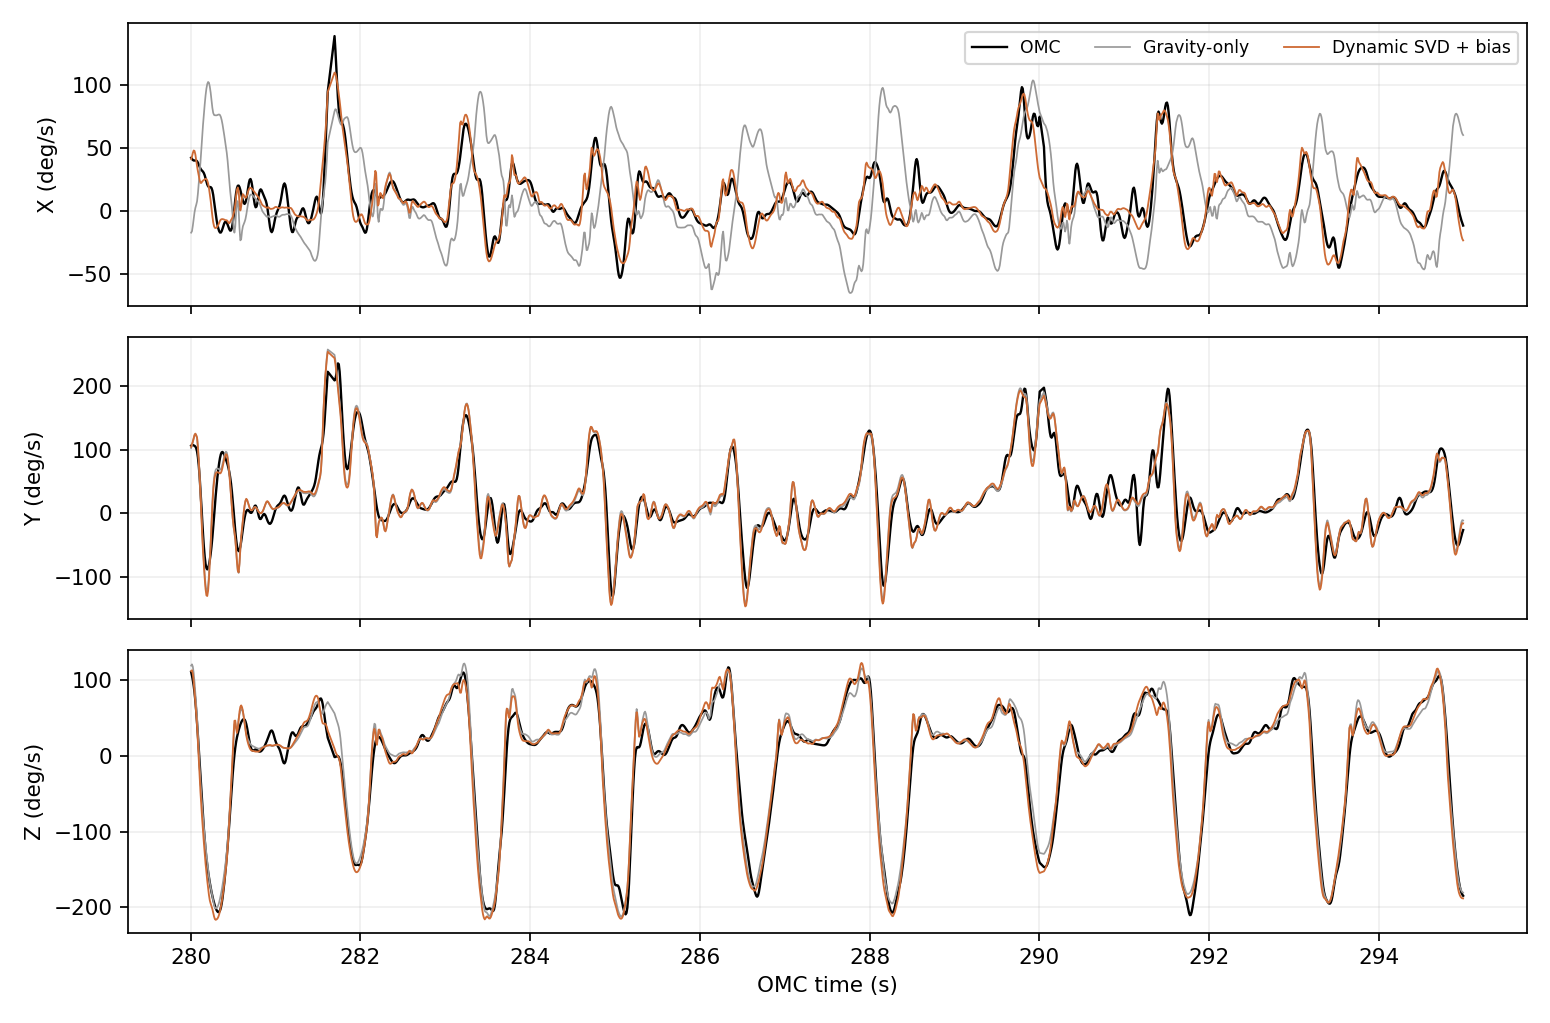 OMC Gravity-only Dynamic SVD + bias
X (deg/s)
100
50
0
−50
Y (deg/s)
200
100
0
−100
Z (deg/s)
100
0
−100
−200
280 282 284 286 288 290 292 294
OMC time (s)